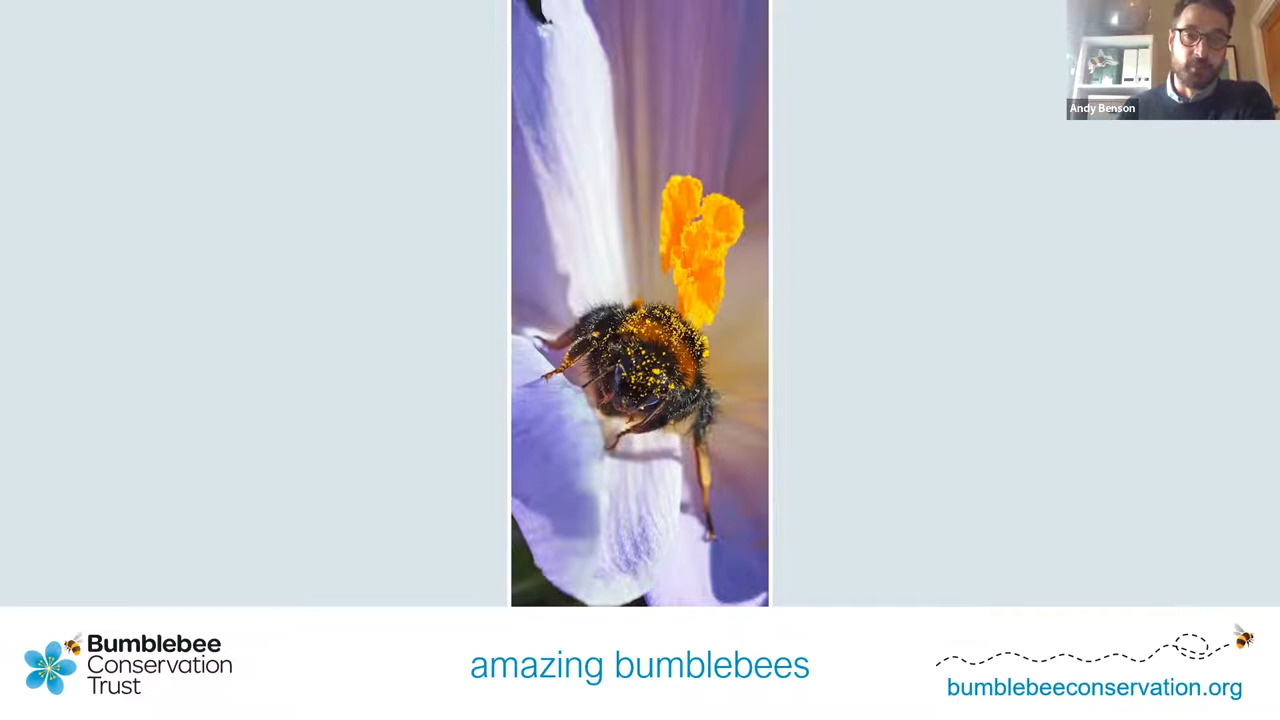 Andy Benson
Bumblebee
Conservation
Trust
amazing bumblebees
bumblebeeconservation.org